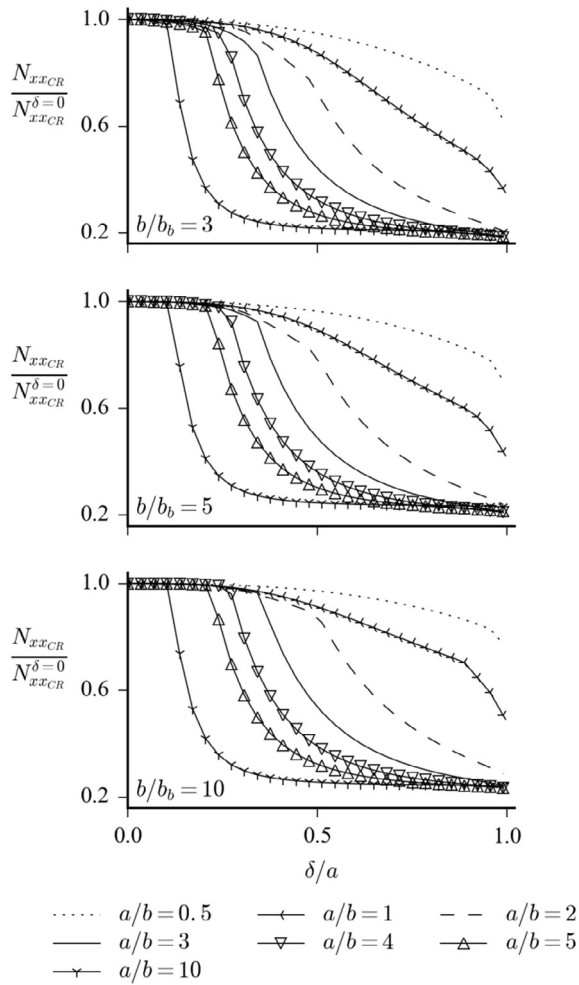 1.0
N_{xx_{CR}} / N_{xx_{CR}}^{δ=0}
0.6
0.2
b/b_b = 3
1.0
N_{xx_{CR}} / N_{xx_{CR}}^{δ=0}
0.6
0.2
b/b_b = 5
1.0
N_{xx_{CR}} / N_{xx_{CR}}^{δ=0}
0.6
0.2
b/b_b = 10
0.0 0.5 1.0
δ/a
a/b = 0.5 a/b = 1 a/b = 2
a/b = 3 a/b = 4 a/b = 5
a/b = 10